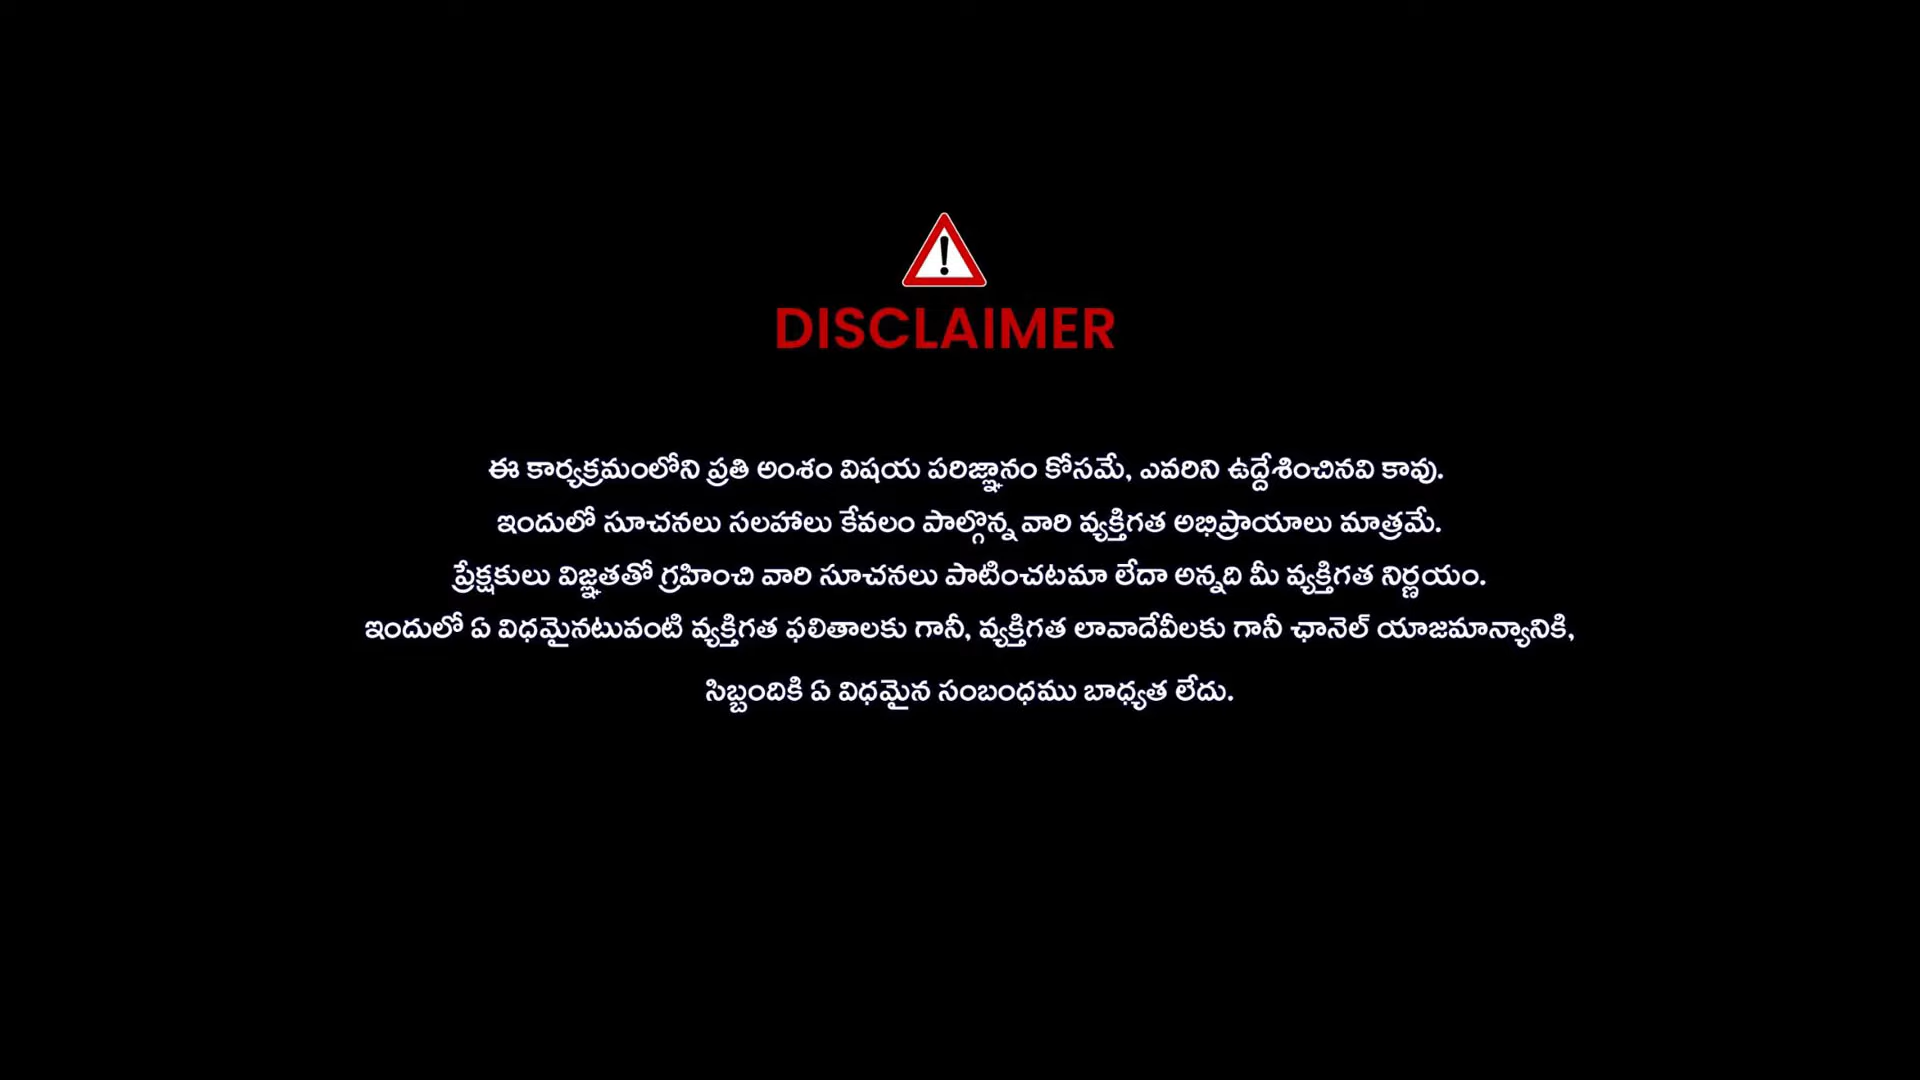 DISCLAIMER
ఈ కార్యక్రమంలోని ప్రతి అంశం విషయ పరిజ్ఞానం కోసమే, ఎవరిని ఉద్దేశించినవి కావు.
ఇందులో సూచనలు సలహాలు కేవలం పాల్గొన్న వారి వ్యక్తిగత అభిప్రాయాలు మాత్రమే.
ప్రేక్షకులు విజ్ఞతతో గ్రహించి వారి సూచనలు పాటించటమా లేదా అన్నది మీ వ్యక్తిగత నిర్ణయం.
ఇందులో ఏ విధమైనటువంటి వ్యక్తిగత ఫలితాలకు గానీ, వ్యక్తిగత లావాదేవీలకు గానీ ఛానెల్ యాజమాన్యానికి,
సిబ్బందికి ఏ విధమైన సంబంధము బాధ్యత లేదు.